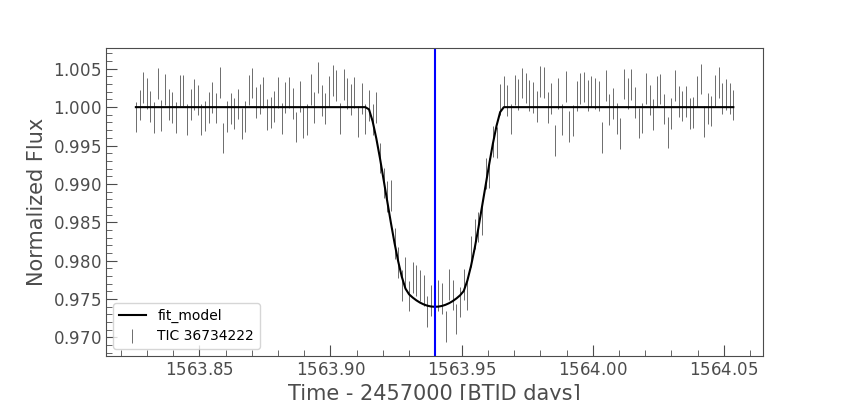 1.005
1.000
0.995
0.990
0.985
0.980
0.975
0.970
Normalized Flux
fit_model
TIC 36734222
1563.85 1563.90 1563.95 1564.00 1564.05
Time - 2457000 [BTJD days]